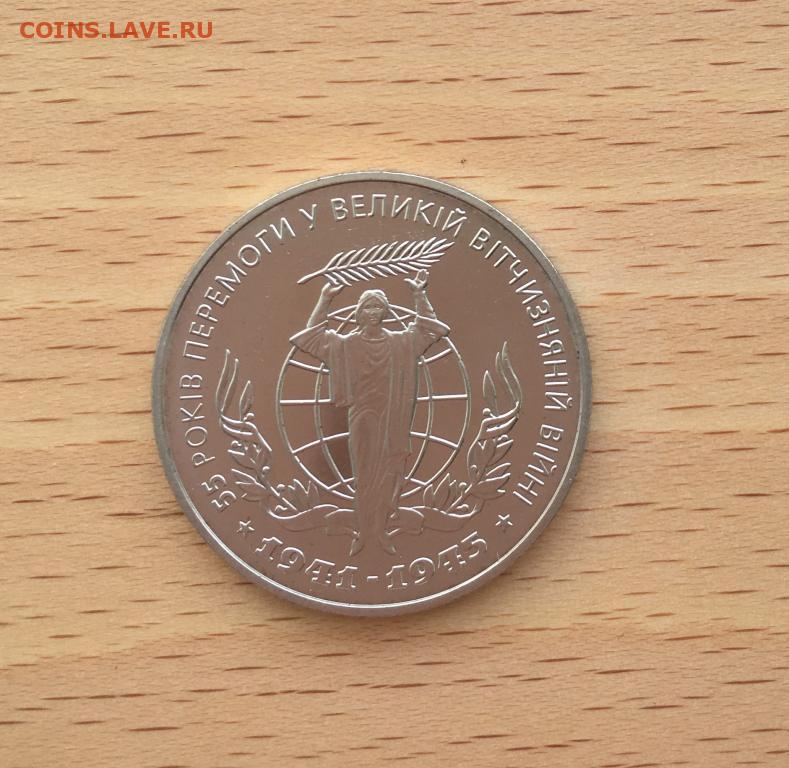 COINS.LAVE.RU
55 РОКІВ ПЕРЕМОГИ У ВЕЛИКІЙ ВІТЧИЗНЯНІЙ ВІЙНІ
1941-1945